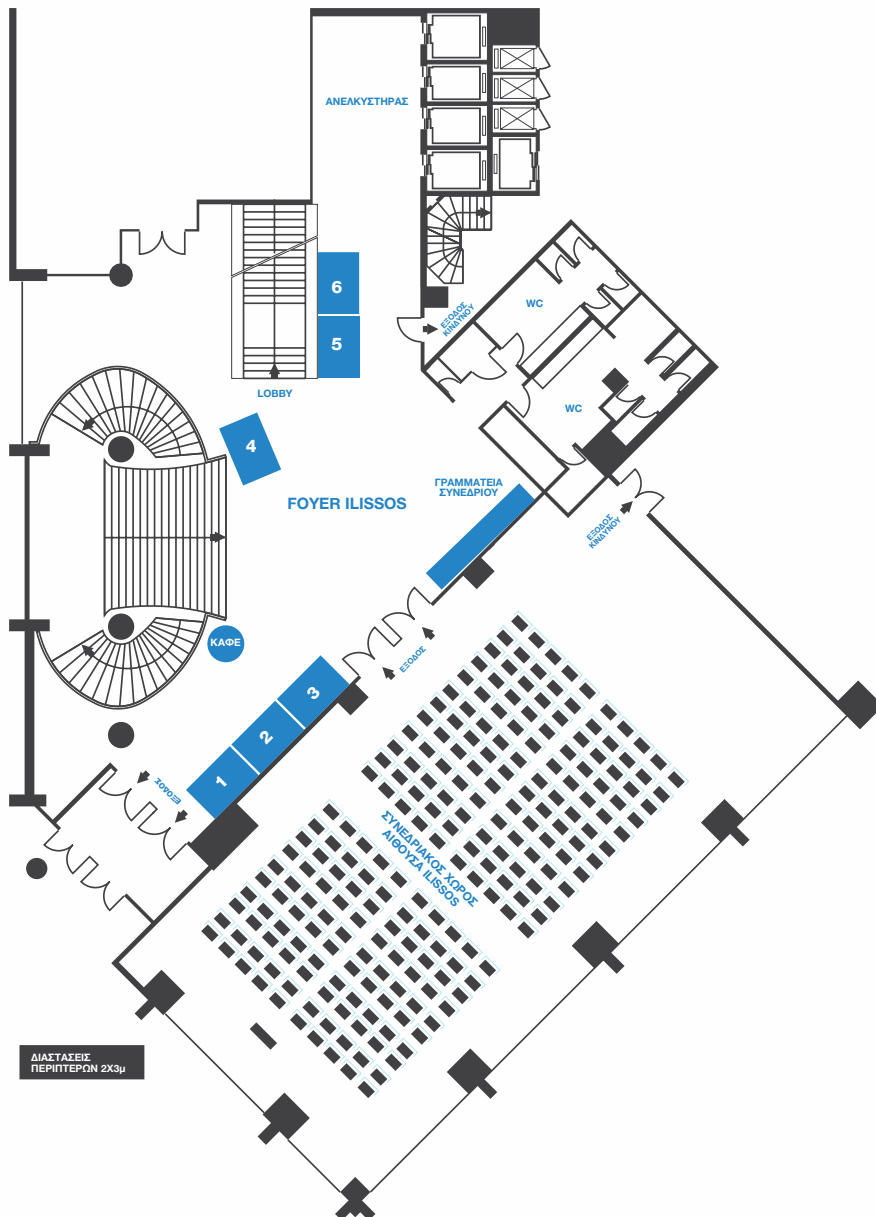 ΑΝΕΛΚΥΣΤΗΡΑΣ
6
5
ΕΞΟΔΟΣ
ΚΙΝΔΥΝΟΥ
WC
LOBBY
WC
4
ΓΡΑΜΜΑΤΕΙΑ
ΣΥΝΕΔΡΙΟΥ
FOYER ILISSOS
ΕΞΟΔΟΣ
ΚΙΝΔΥΝΟΥ
ΚΑΦΕ
ΕΞΟΔΟΣ
3
2
1
ΕΙΣΟΔΟΣ
ΣΥΝΕΔΡΙΑΚΟΣ ΧΩΡΟΣ
ΑΙΘΟΥΣΑ ILISSOS
ΔΙΑΣΤΑΣΕΙΣ
ΠΕΡΙΠΤΕΡΩΝ 2Χ3μ